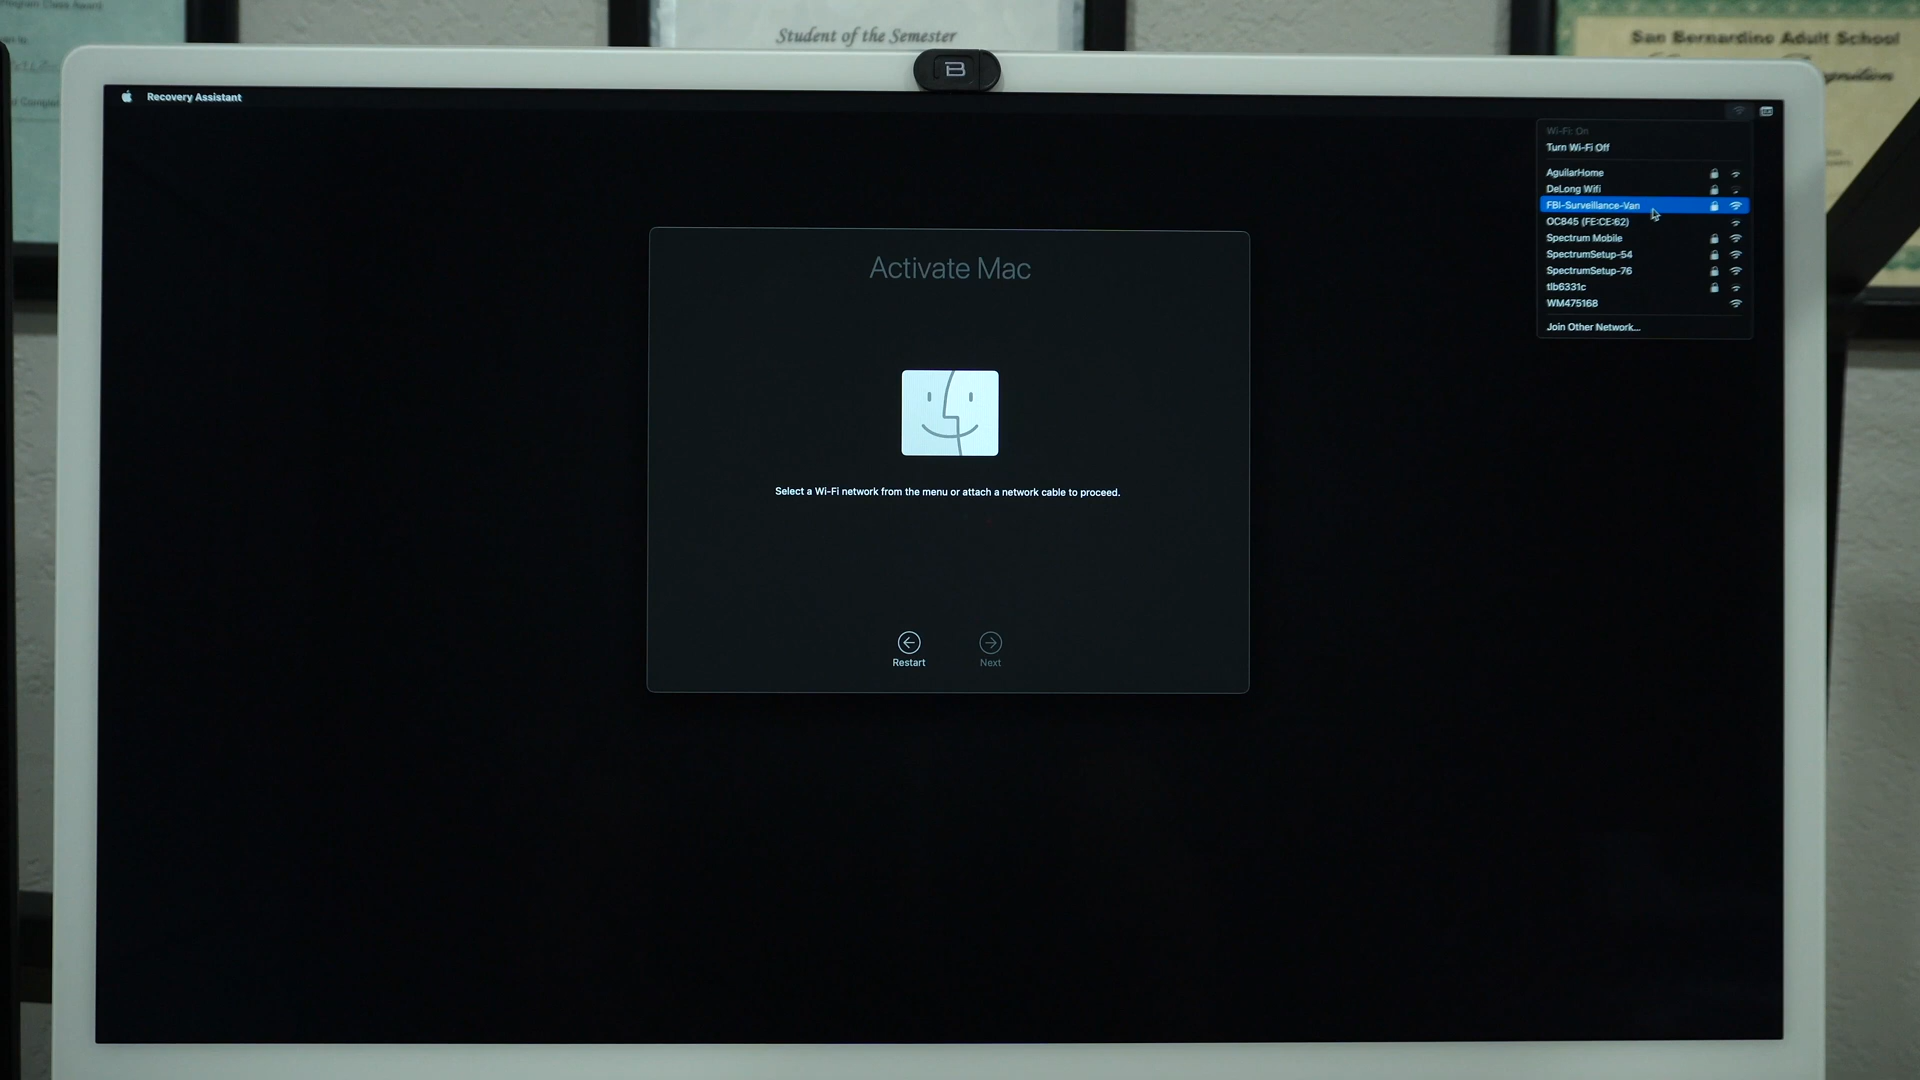 Student of the Semester
San Bernardino Adult School
Recovery Assistant
Wi-Fi: On
Turn Wi-Fi Off
AguilarHome
DeLong Wifi
FBI-Surveillance-Van
OC845 (FE:CE:62)
Spectrum Mobile
SpectrumSetup-54
SpectrumSetup-76
tlb6331c
WM475168
Join Other Network...
Activate Mac
Select a Wi-Fi network from the menu or attach a network cable to proceed.
Restart
Next